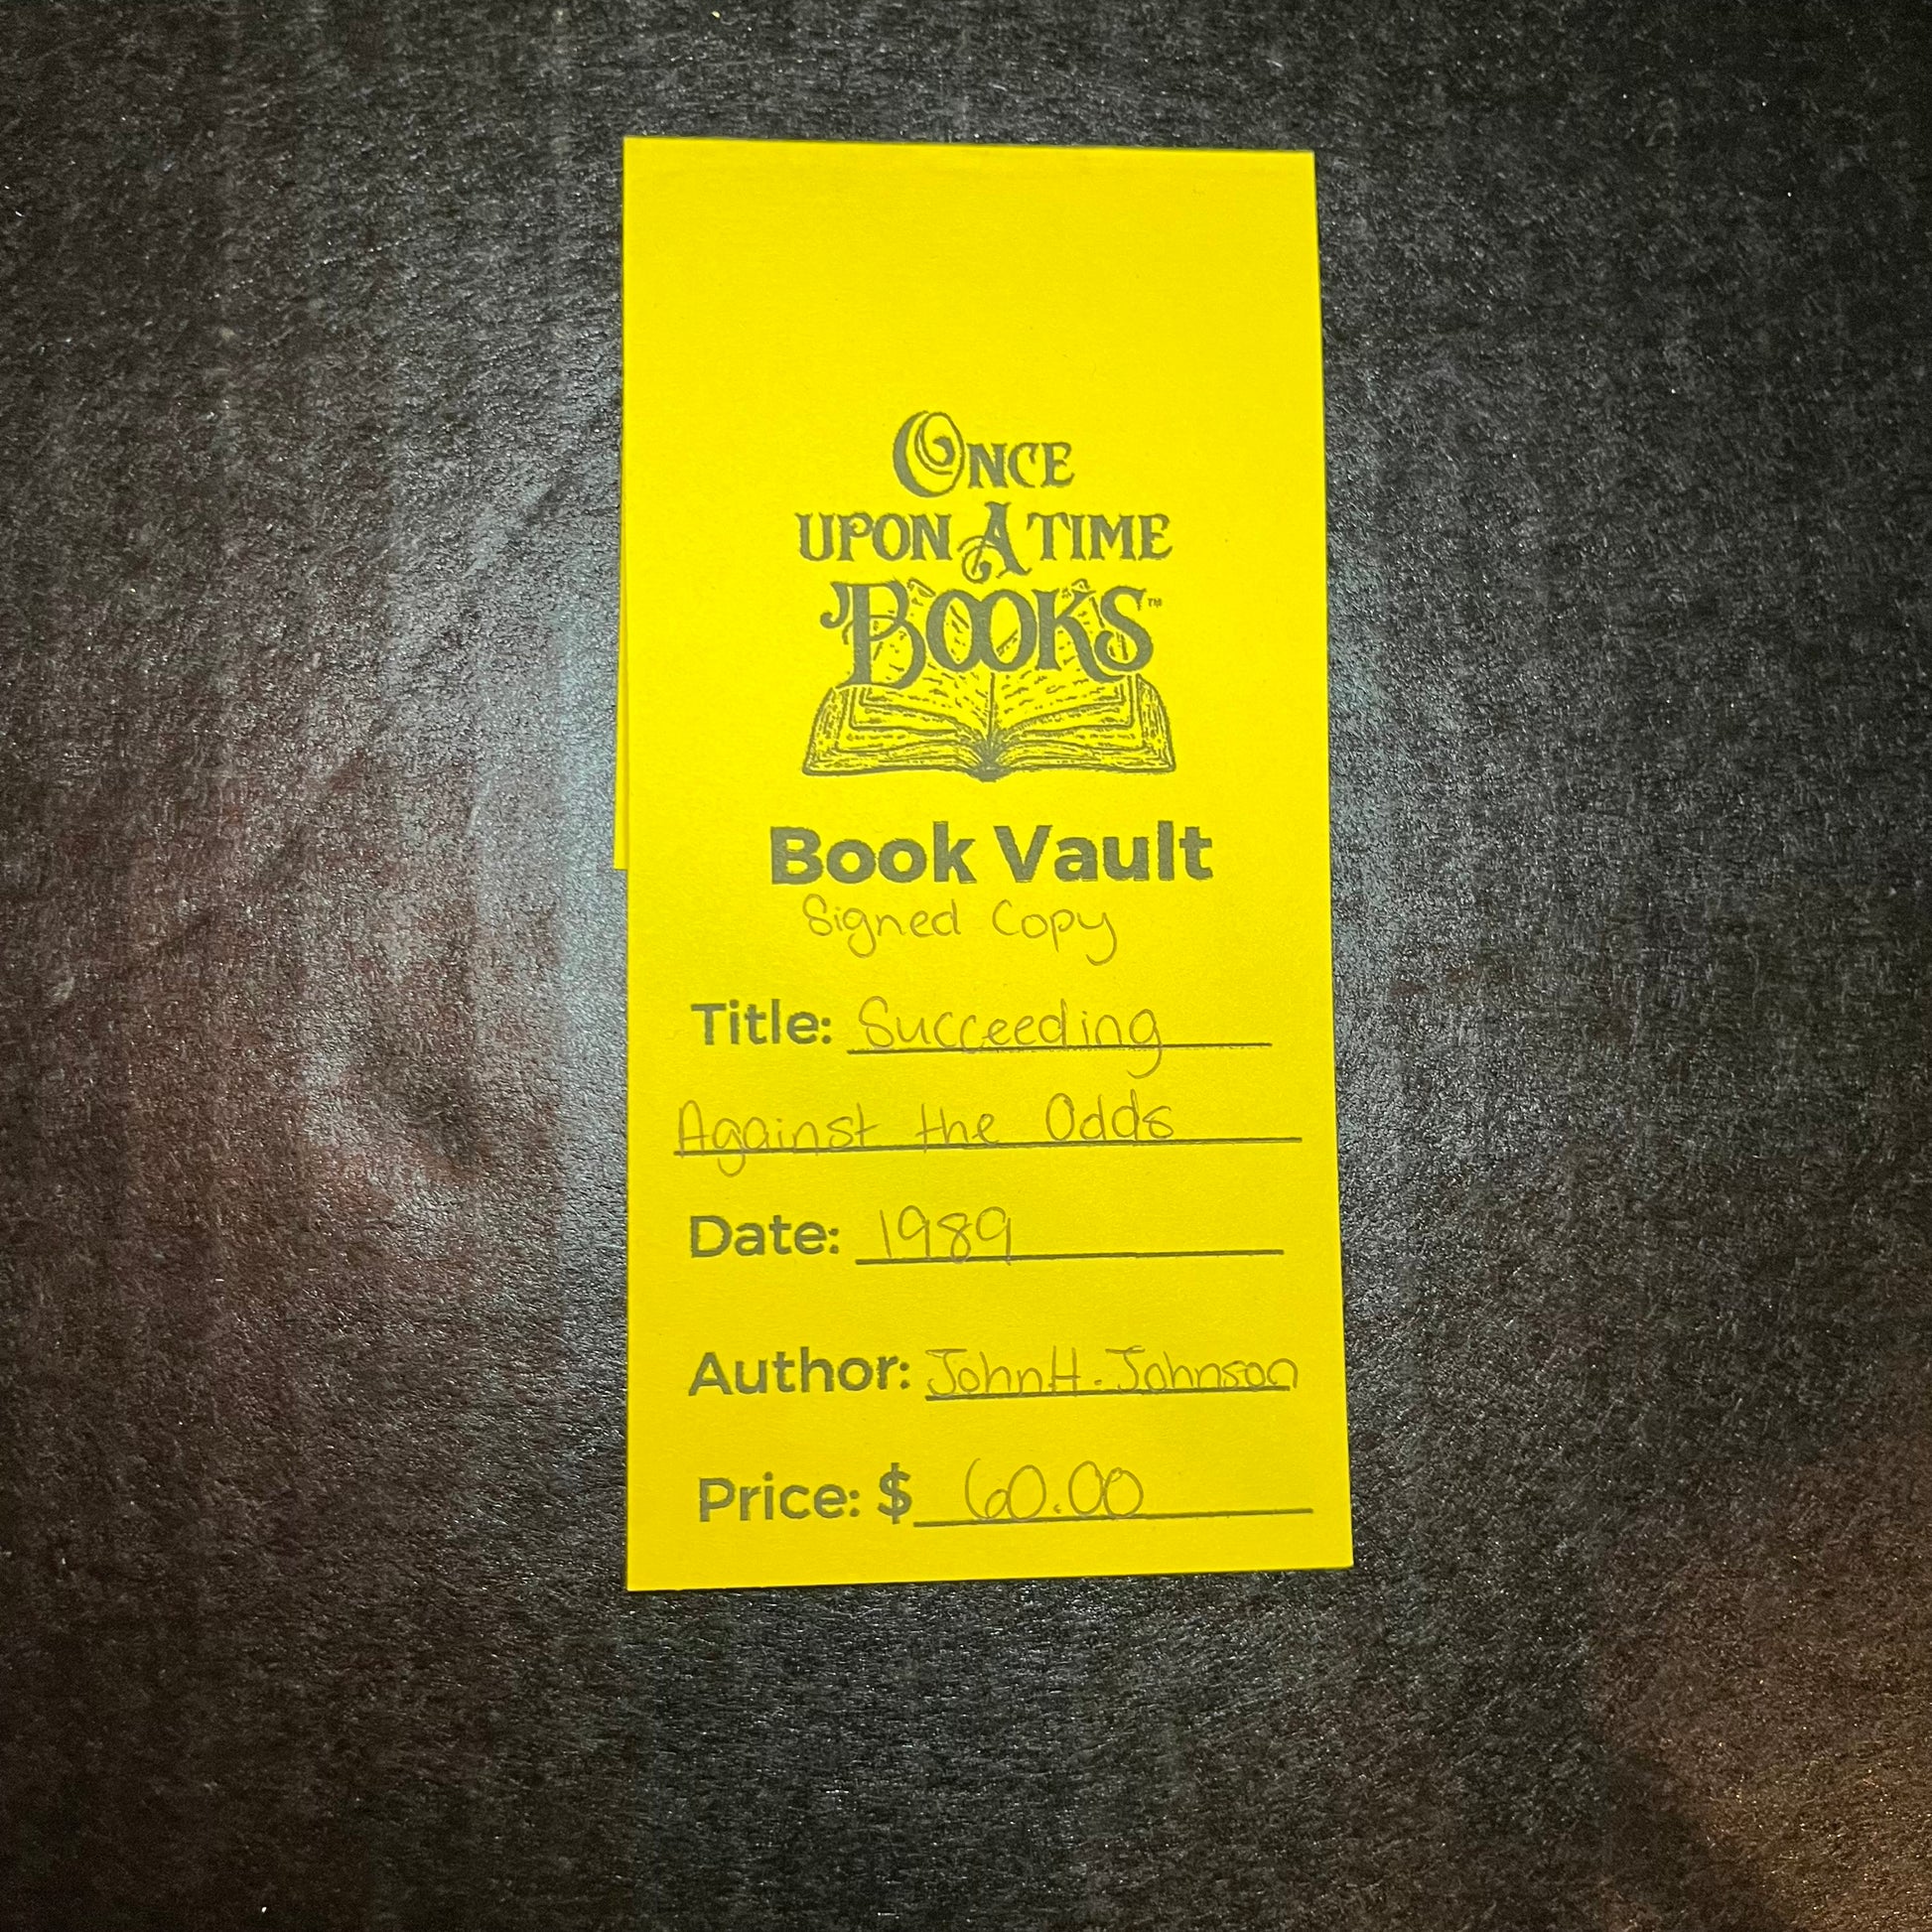 ONCE
UPON A TIME
BOOKS™
Book Vault
Signed Copy
Title: Succeeding
Against the Odds
Date: 1989
Author: John H. Johnson
Price: $ 60.00